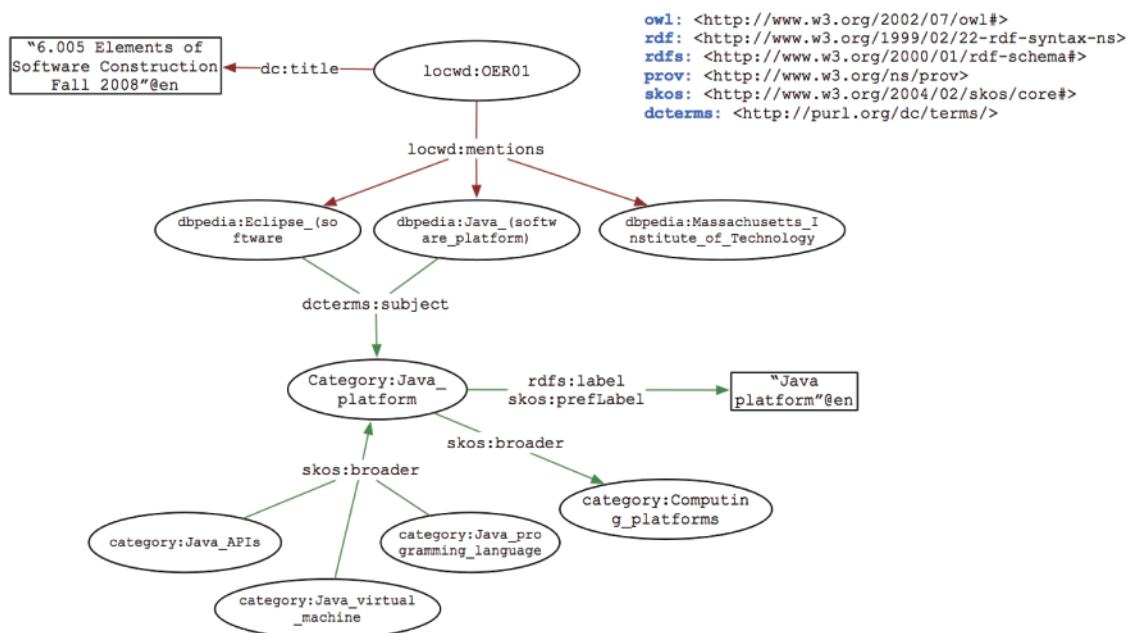 owl: <http://www.w3.org/2002/07/owl#>
rdf: <http://www.w3.org/1999/02/22-rdf-syntax-ns>
rdfs: <http://www.w3.org/2000/01/rdf-schema#>
prov: <http://www.w3.org/ns/prov>
skos: <http://www.w3.org/2004/02/skos/core#>
dcterms: <http://purl.org/dc/terms/>
"6.005 Elements of
Software Construction
Fall 2008"@en
dc:title
locwd:OER01
locwd:mentions
dbpedia:Eclipse_(so
ftware
dbpedia:Java_(softw
are_platform)
dbpedia:Massachusetts_I
nstitute_of_Technology
dcterms:subject
Category:Java_
platform
rdfs:label
skos:prefLabel
"Java
platform"@en
skos:broader
skos:broader
category:Computin
g_platforms
category:Java_APIs
category:Java_pro
gramming_language
category:Java_virtual
_machine